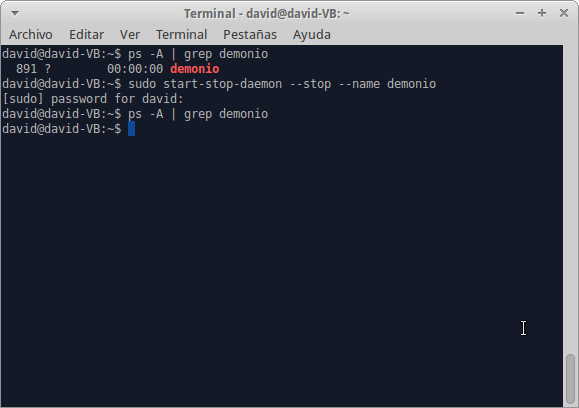 Terminal - david@david-VB: ~
Archivo Editar Ver Terminal Pestañas Ayuda
david@david-VB:~$ ps -A | grep demonio
  891 ?        00:00:00 demonio
david@david-VB:~$ sudo start-stop-daemon --stop --name demonio
[sudo] password for david:
david@david-VB:~$ ps -A | grep demonio
david@david-VB:~$